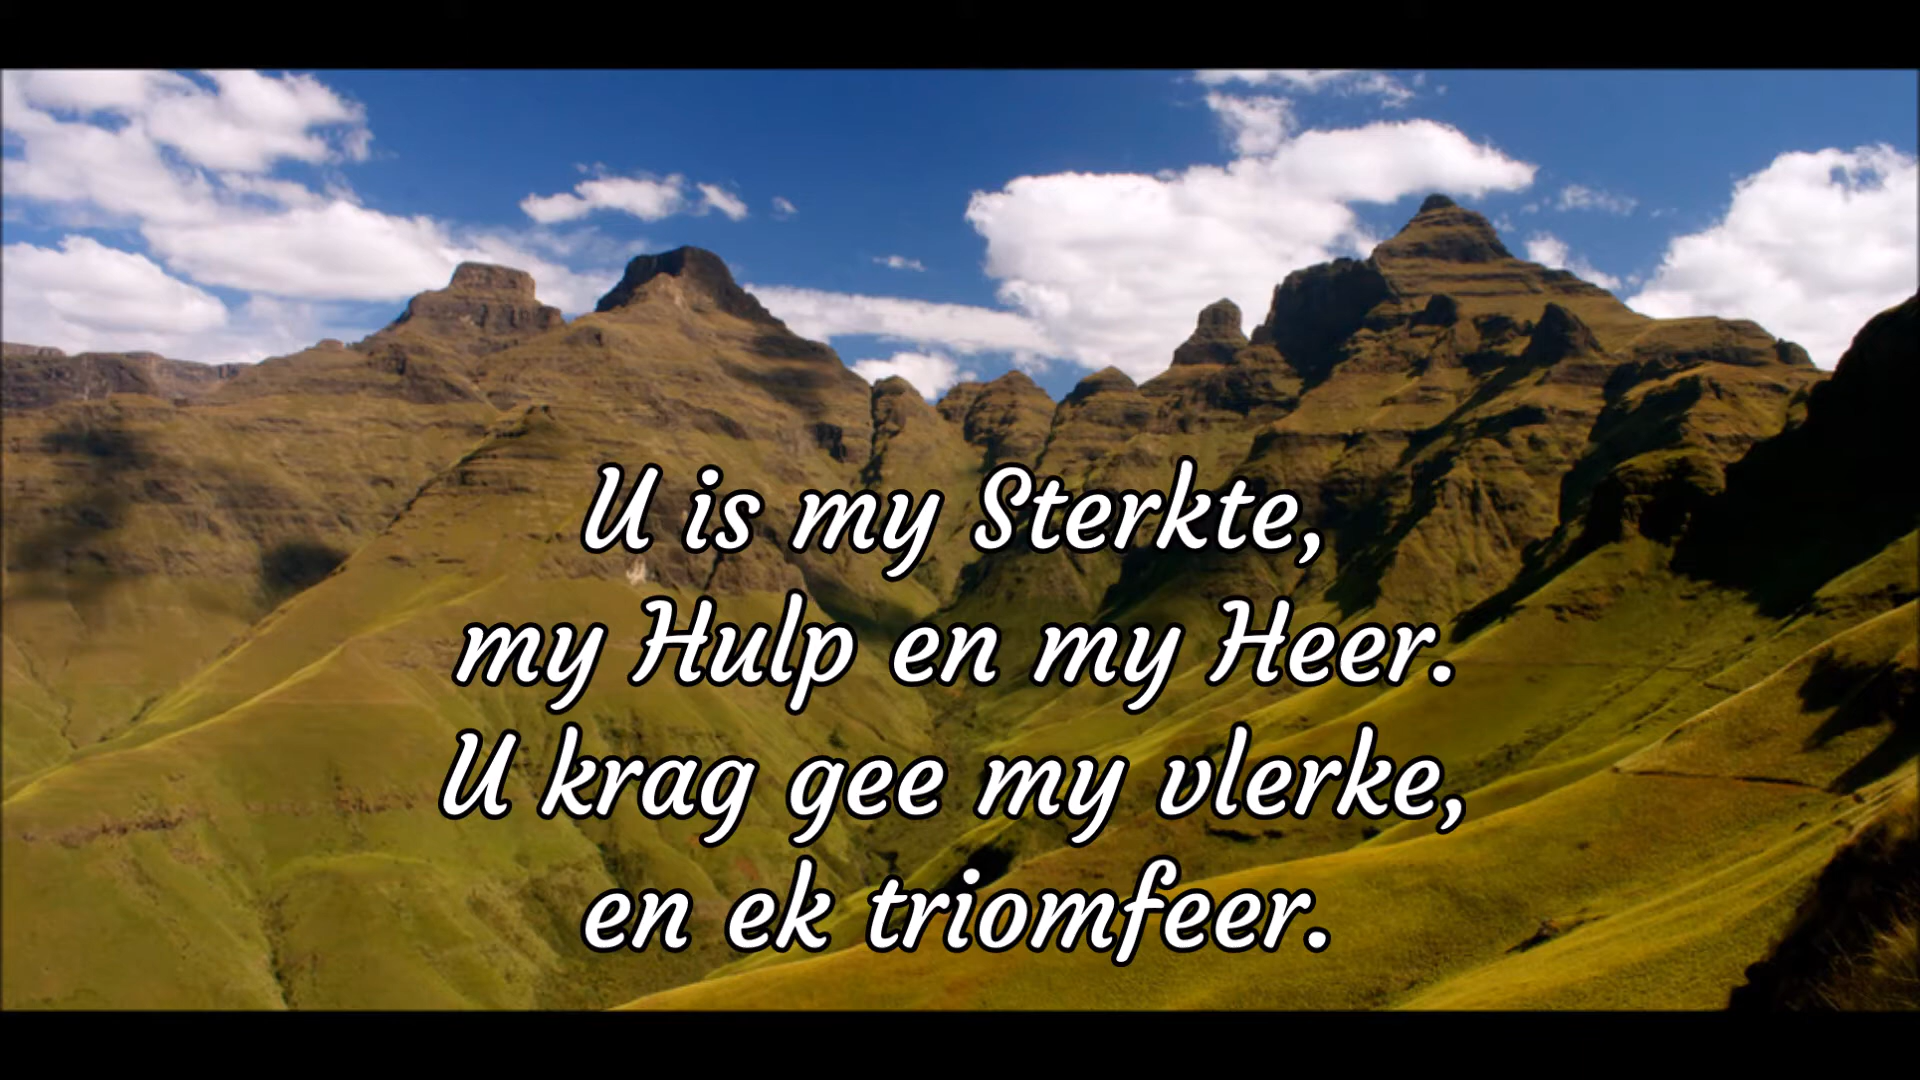 U is my Sterkte,
my Hulp en my Heer.
U krag gee my vlerke,
en ek triomfeer.